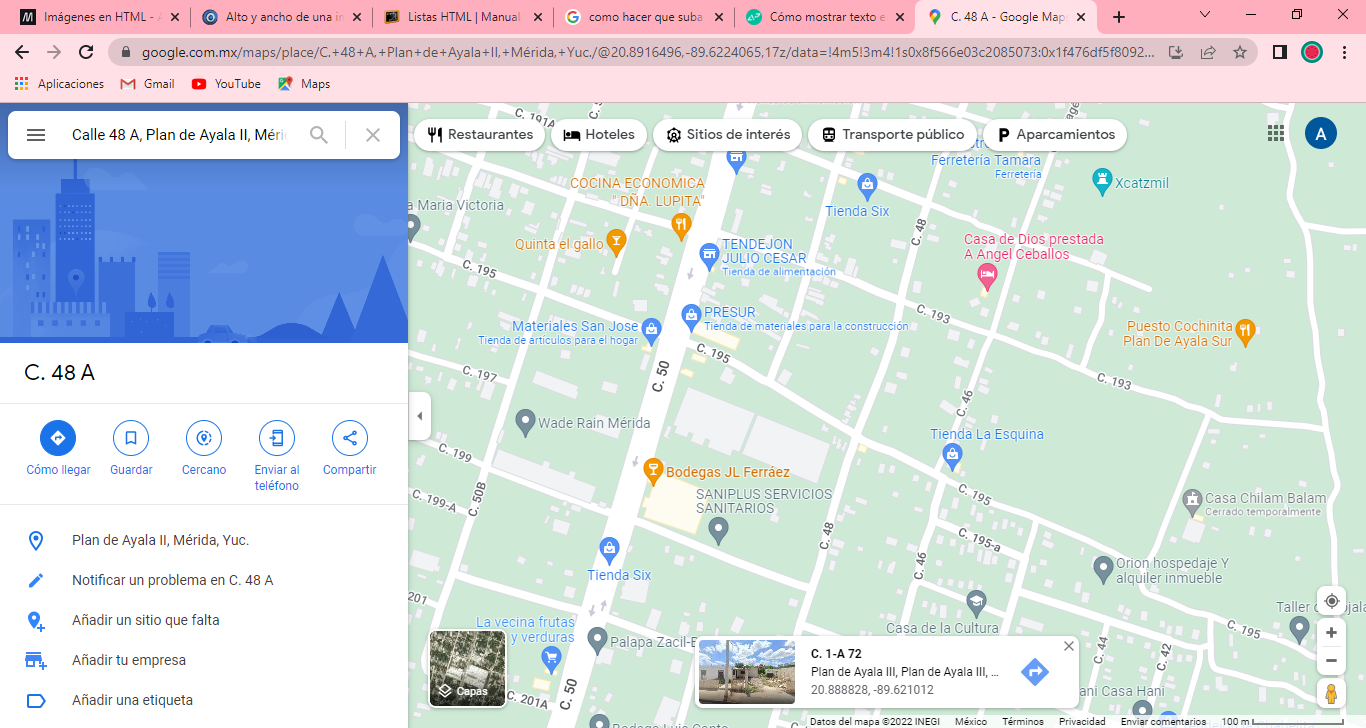 Imágenes en HTML - A
Alto y ancho de una in
Listas HTML | Manual
como hacer que suba
Cómo mostrar texto e
C. 48 A - Google Maps
google.com.mx/maps/place/C.+48+A,+Plan+de+Ayala+II,+Mérida,+Yuc./@20.8916496,-89.6224065,17z/data=!4m5!3m4!1s0x8f566e03c2085073:0x1f476df5f8092...
Aplicaciones
Gmail
YouTube
Maps
Calle 48 A, Plan de Ayala II, Méri
Restaurantes
Hoteles
Sitios de interés
Transporte público
Aparcamientos
A
C. 48 A
Cómo llegar
Guardar
Cercano
Enviar al
teléfono
Compartir
Plan de Ayala II, Mérida, Yuc.
Notificar un problema en C. 48 A
Añadir un sitio que falta
Añadir tu empresa
Añadir una etiqueta
C. 191A
Ferretería Tamara
Ferretería
Xcatzmil
COCINA ECONOMICA
" DÑA. LUPITA"
a Maria Victoria
Tienda Six
C. 48
Quinta el gallo
TENDEJON
JULIO CESAR
Tienda de alimentación
Casa de Dios prestada
A Angel Ceballos
C. 195
C. 193
PRESUR
Tienda de materiales para la construcción
Materiales San Jose
Tienda de artículos para el hogar
Puesto Cochinita
Plan De Ayala Sur
C. 195
C. 197
C. 50
C. 193
C. 46
Wade Rain Mérida
Tienda La Esquina
C. 199
Bodegas JL Ferráez
C. 199-A
C. 50B
SANIPLUS SERVICIOS
SANITARIOS
C. 195
Casa Chilam Balam
Cerrado temporalmente
C. 48
C. 195-a
C. 46
Tienda Six
Orion hospedaje Y
alquiler inmueble
201
La vecina frutas
y verduras
Palapa Zacil-B
Casa de la Cultura
C. 195
C. 44
C. 42
C. 201A
C. 50
Capas
C. 1-A 72
Plan de Ayala III, Plan de Ayala III, ...
20.888828, -89.621012
ani Casa Hani
Datos del mapa ©2022 INEGI
México
Términos
Privacidad
Enviar comentarios
100 m